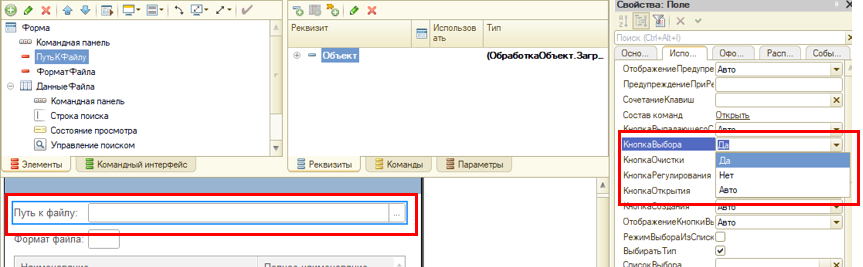 Форма
Командная панель
ПутьКФайлу
ФорматФайла
ДанныеФайла
Командная панель
Строка поиска
Состояние просмотра
Управление поиском
Элементы
Командный интерфейс
Реквизит
Использовать
Тип
Объект
(ОбработкаОбъект.Загр...
Реквизиты
Команды
Параметры
Путь к файлу:
...
Формат файла:
Наименование
Полное наименование
Свойства: Поле
Поиск (Ctrl+Alt+I)
Осно...
Испо...
Офо...
Расп...
Собы...
ОтображениеПредупре
Авто
ПредупреждениеПриРе
СочетаниеКлавиш
Состав команд
Открыть
КнопкаВыпадающегоС
Авто
КнопкаВыбора
Да
КнопкаОчистки
Да
КнопкаРегулирования
Нет
КнопкаОткрытия
Авто
КнопкаСоздания
Авто
ОтображениеКнопкиВы
Авто
РежимВыбораИзСписк
ВыбиратьТип
СписокВыбора